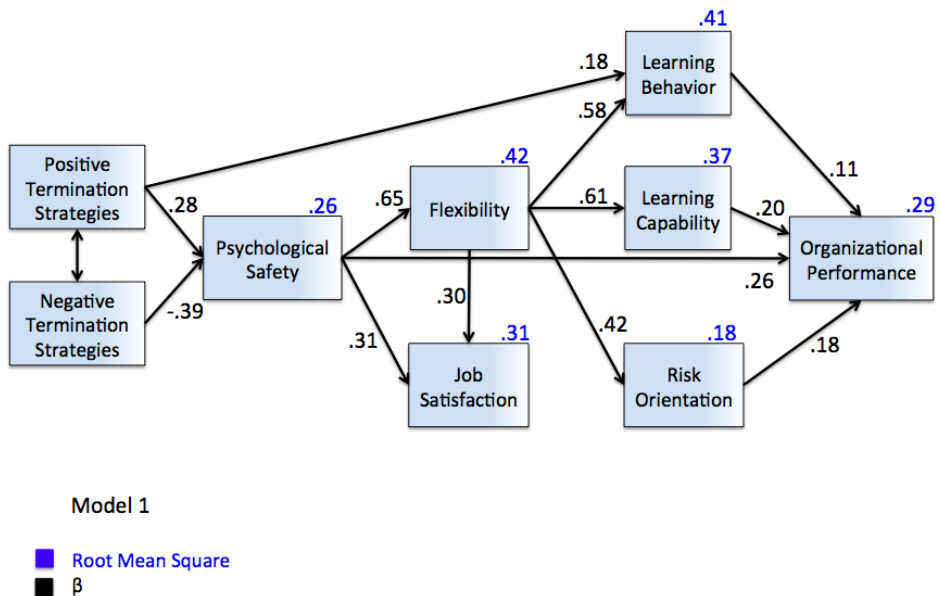 .41
Learning
Behavior
.18
.58
Positive
Termination
Strategies
.42
.37
.11
.28
.26
.65
Flexibility
.61
Learning
Capability
.20
.29
Psychological
Safety
Organizational
Performance
Negative
Termination
Strategies
-.39
.30
.26
.31
.31
.42
.18
.18
Job
Satisfaction
Risk
Orientation
Model 1
Root Mean Square
β